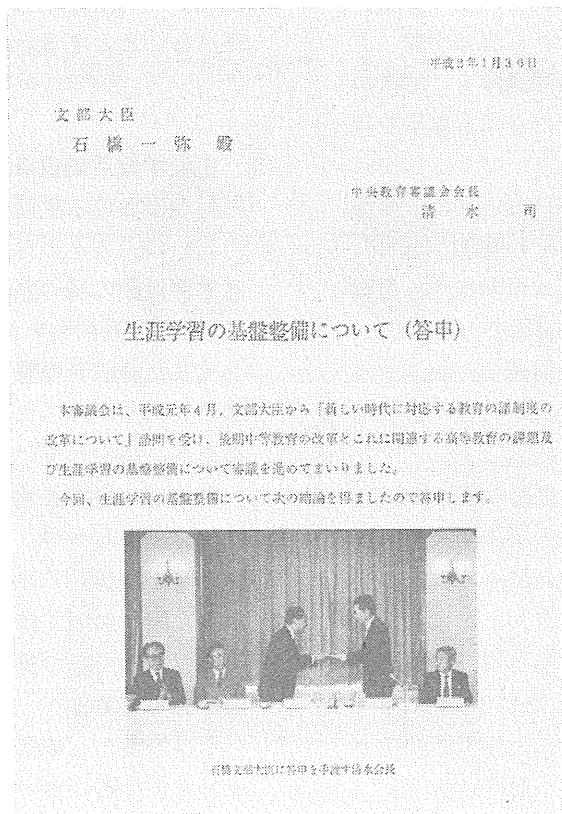 平成2年1月30日
文部大臣
石橋一弥 殿
中央教育審議会会長
清水 司
生涯学習の基盤整備について（答申）
本審議会は、平成元年4月、文部大臣から「新しい時代に対応する教育の諸制度の
改革について」諮問を受け、後期中等教育の改革とこれに関連する高等教育の課題及
び生涯学習の基盤整備について審議を進めてまいりました。
今回、生涯学習の基盤整備について次の結論を得ましたので答申します。
石橋文部大臣に答申を手渡す清水会長